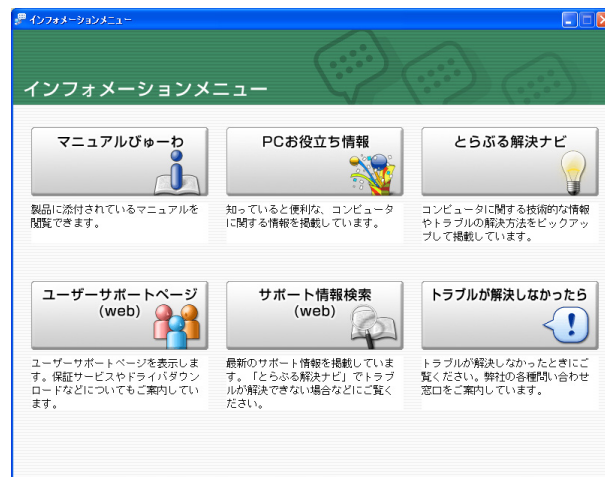 インフォメーションメニュー
インフォメーションメニュー
マニュアルびゅーわ
PCお役立ち情報
とらぶる解決ナビ
製品に添付されているマニュアルを
閲覧できます。
知っていると便利な、コンピュータ
に関する情報を掲載しています。
コンピュータに関する技術的な情報
やトラブルの解決方法をピックアッ
プして掲載しています。
ユーザーサポートページ
(web)
サポート情報検索
(web)
トラブルが解決しなかったら
ユーザーサポートページを表示しま
す。保証サービスやドライバダウン
ロードなどについてもご案内してい
ます。
最新のサポート情報を掲載していま
す。「とらぶる解決ナビ」でトラブ
ルが解決できない場合などにご覧く
ださい。
トラブルが解決しなかったときにご
覧ください。弊社の各種問い合わせ
窓口をご案内しています。